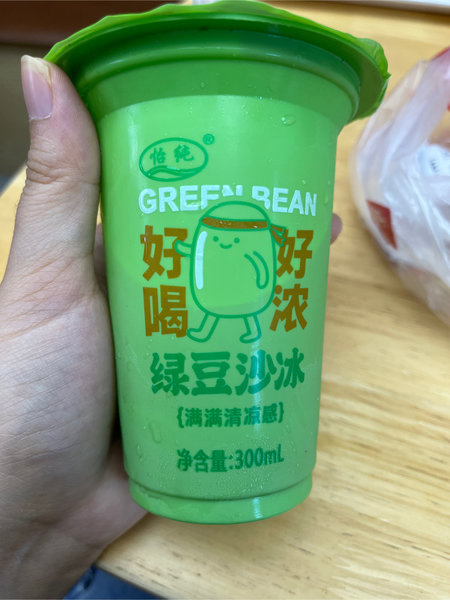 怡纯®
GREEN BEAN
好喝
好浓
绿豆沙冰
{满满清凉感}
净含量:300mL